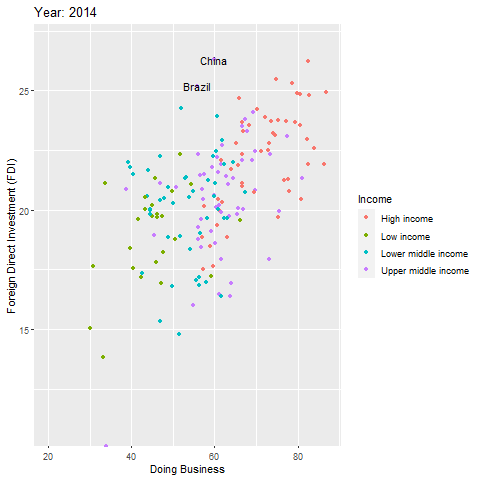 Year: 2014
China
Brazil
25
20
15
Foreign Direct Investment (FDI)
20
40
60
80
Doing Business
Income
High income
Low income
Lower middle income
Upper middle income